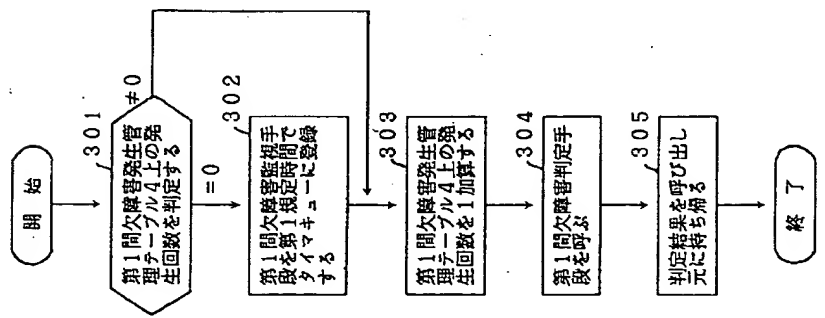 開始
301
第1間欠障害発生管
理テーブル4上の発
生回数を判定する
≠0
=0
302
第1間欠障害監視手
段を第1規定時間で
タイマキューに登録
する
303
第1間欠障害発生管
理テーブル4上の発
生回数を1加算する
304
第1間欠障害判定手
段を呼ぶ
305
判定結果を呼び出し
元に持ち帰る
終了